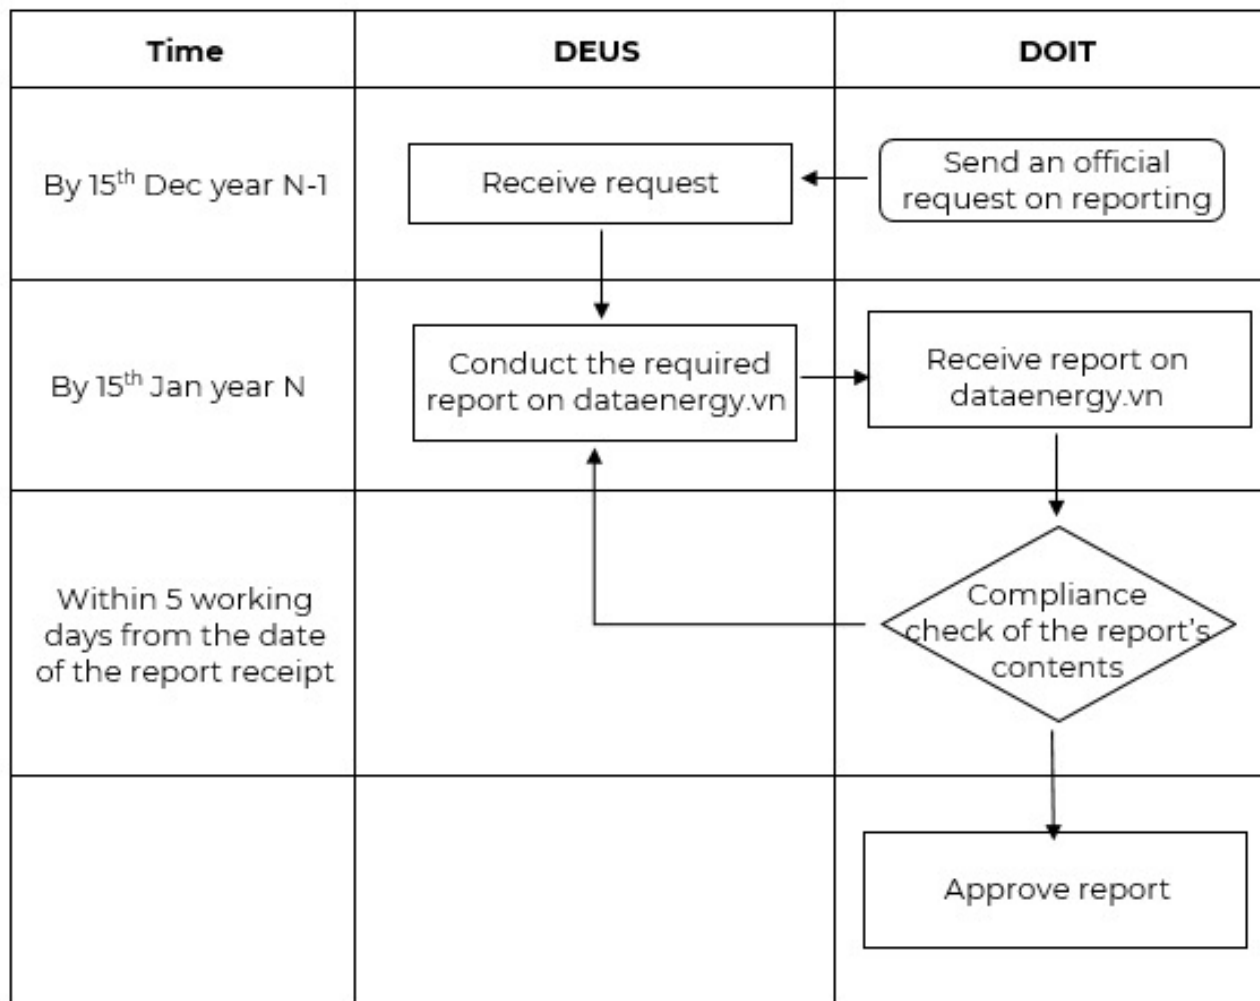 Time
DEUS
DOIT
By 15th Dec year N-1
Receive request
Send an official
request on reporting
By 15th Jan year N
Conduct the required
report on dataenergy.vn
Receive report on
dataenergy.vn
Within 5 working
days from the date
of the report receipt
Compliance
check of the report's
contents
Approve report